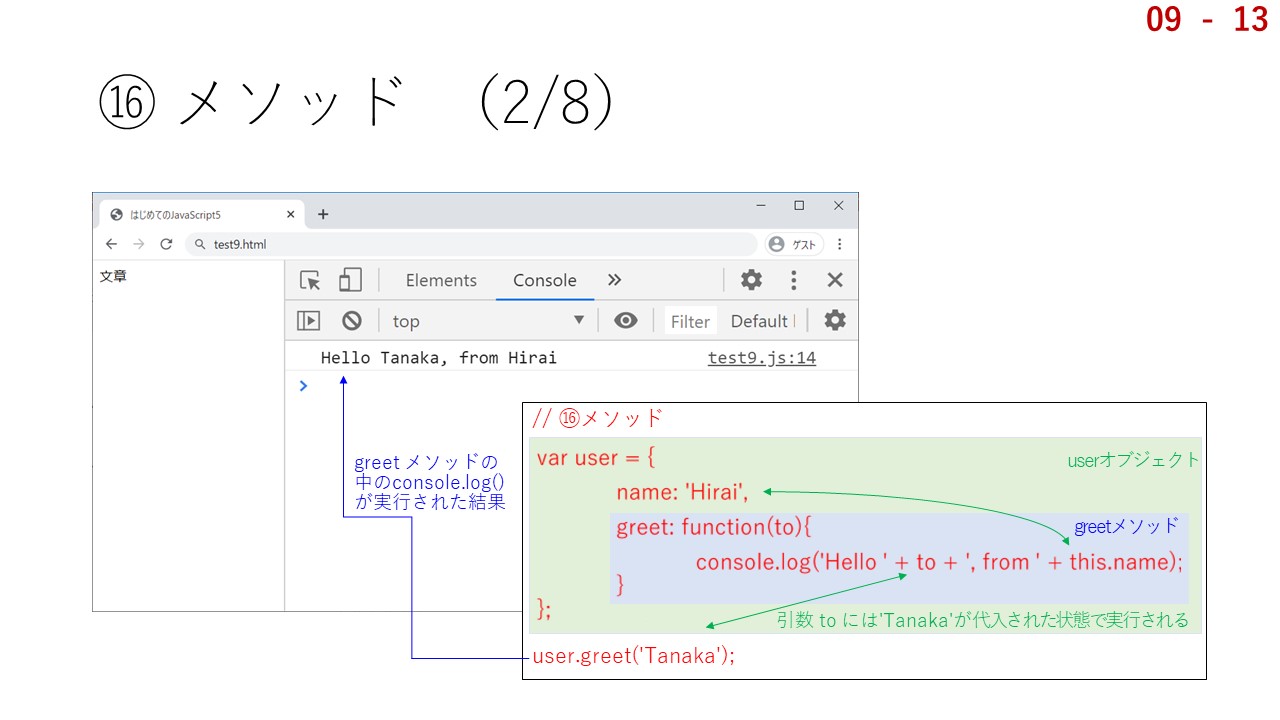 09 - 13
⑯ メソッド （2/8）
はじめてのJavaScript5
test9.html
ゲスト
文章
Elements
Console
top
Filter
Default
Hello Tanaka, from Hirai
test9.js:14
greet メソッドの
中のconsole.log()
が実行された結果
// ⑯メソッド
var user = {
userオブジェクト
name: 'Hirai',
greet: function(to){
greetメソッド
console.log('Hello ' + to + ', from ' + this.name);
}
};
引数 to には'Tanaka'が代入された状態で実行される
user.greet('Tanaka');